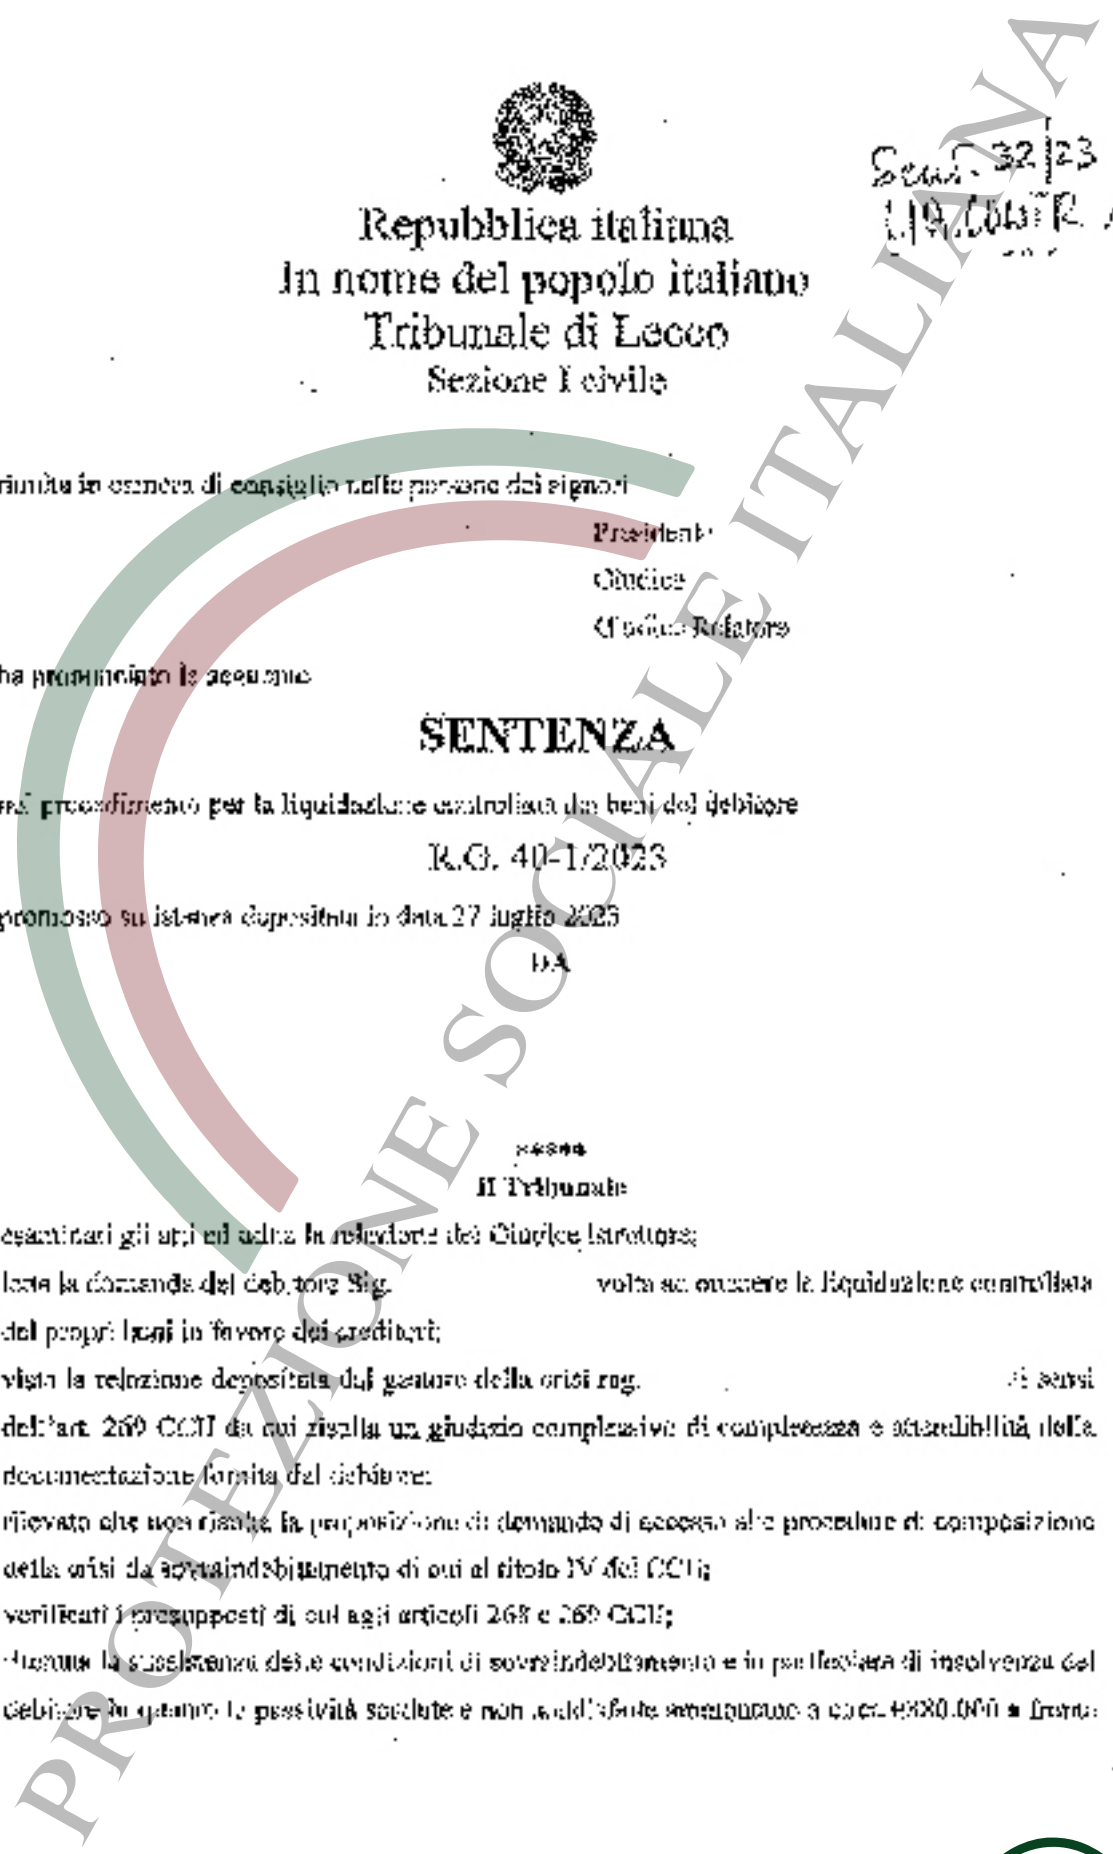 Sent. 32/23
LIQ. CONTR.
Repubblica italiana
In nome del popolo italiano
Tribunale di Lecco
Sezione I civile
riunita in camera di consiglio nelle persone dei signori
Presidente
Giudice
Giudice Relatore
ha pronunciato la seguente
SENTENZA
nel procedimento per la liquidazione controllata dei beni del debitore
R.G. 40-1/2023
promosso su istanza depositata in data 27 luglio 2023
DA
*****
Il Tribunale
esaminati gli atti ed udita la relazione del Giudice Istruttore;
letta la domanda del debitore Sig. volta ad ottenere la liquidazione controllata
dei propri beni in favore dei creditori;
vista la relazione depositata dal gestore della crisi rag. ai sensi
dell'art. 269 CCII da cui risulta un giudizio complessivo di completezza e attendibilità della
documentazione fornita dal debitore;
rilevato che non risulta la proposizione di domande di accesso alle procedure di composizione
della crisi da sovraindebitamento di cui al titolo IV del CCII;
verificati i presupposti di cui agli articoli 268 e 269 CCII;
ritenuta la sussistenza delle condizioni di sovraindebitamento e in particolare di insolvenza del
debitore in quanto le passività scadute e non soddisfatte ammontano a circa a fronte
PROTEZIONE SOCIALE ITALIANA